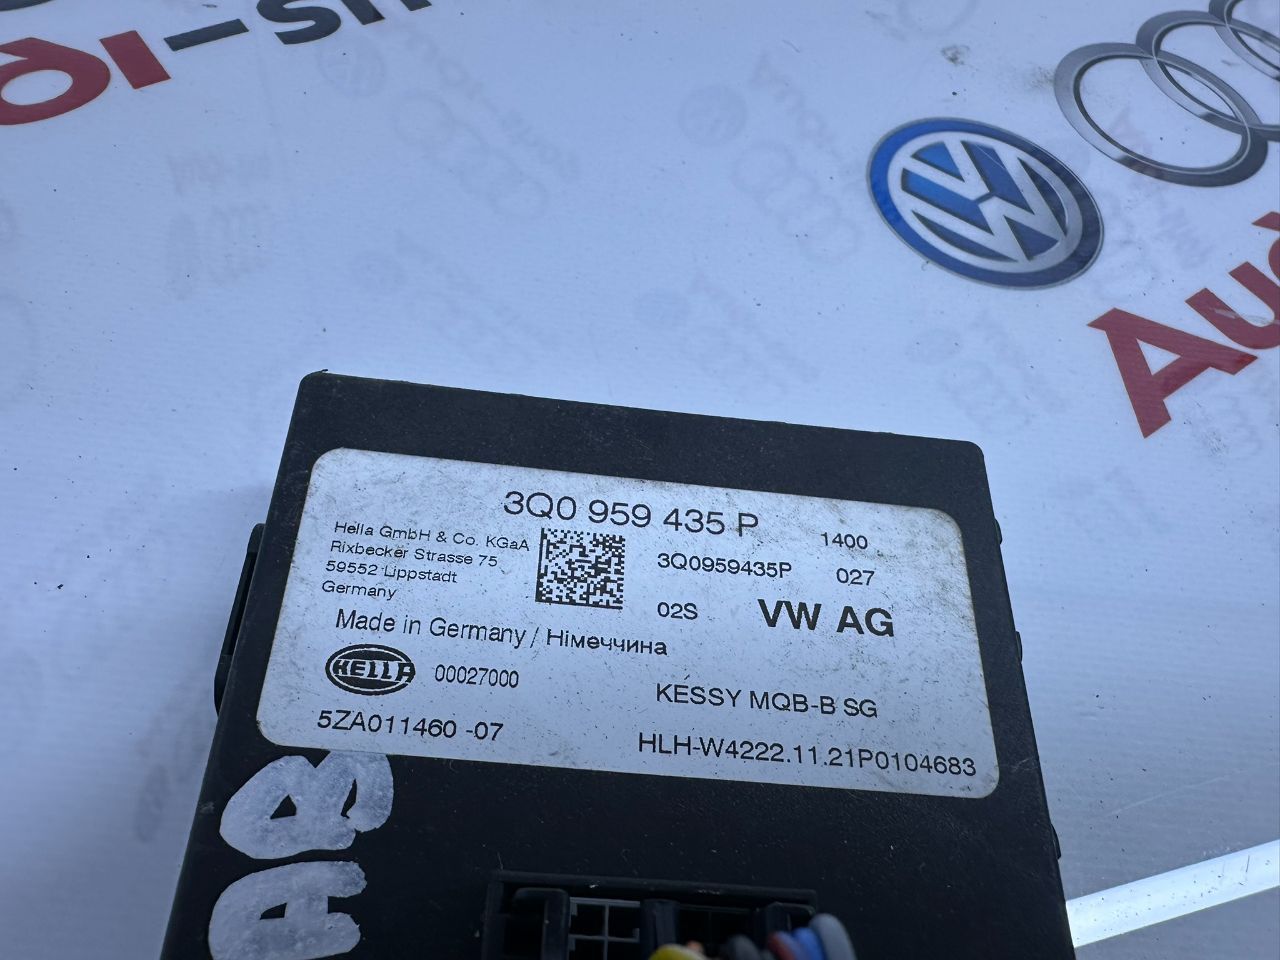 Audi
3Q0 959 435 P
1400
Hella GmbH & Co. KGaA
Rixbecker Strasse 75
59552 Lippstadt
Germany
3Q0959435P 027
02S VW AG
Made in Germany / Німеччина
HELLA 00027000
KESSY MQB-B SG
5ZA011460 -07
HLH-W4222.11.21P0104683